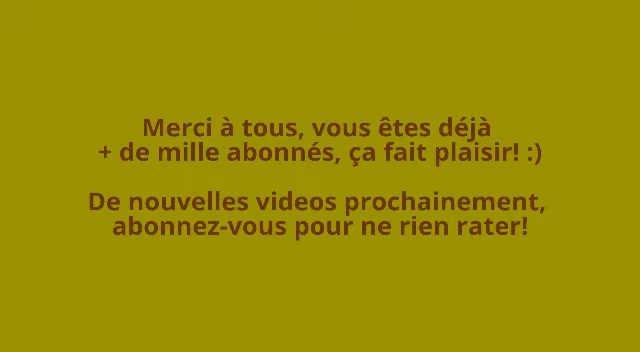 Merci à tous, vous êtes déjà
+ de mille abonnés, ça fait plaisir! :)
De nouvelles videos prochainement,
abonnez-vous pour ne rien rater!